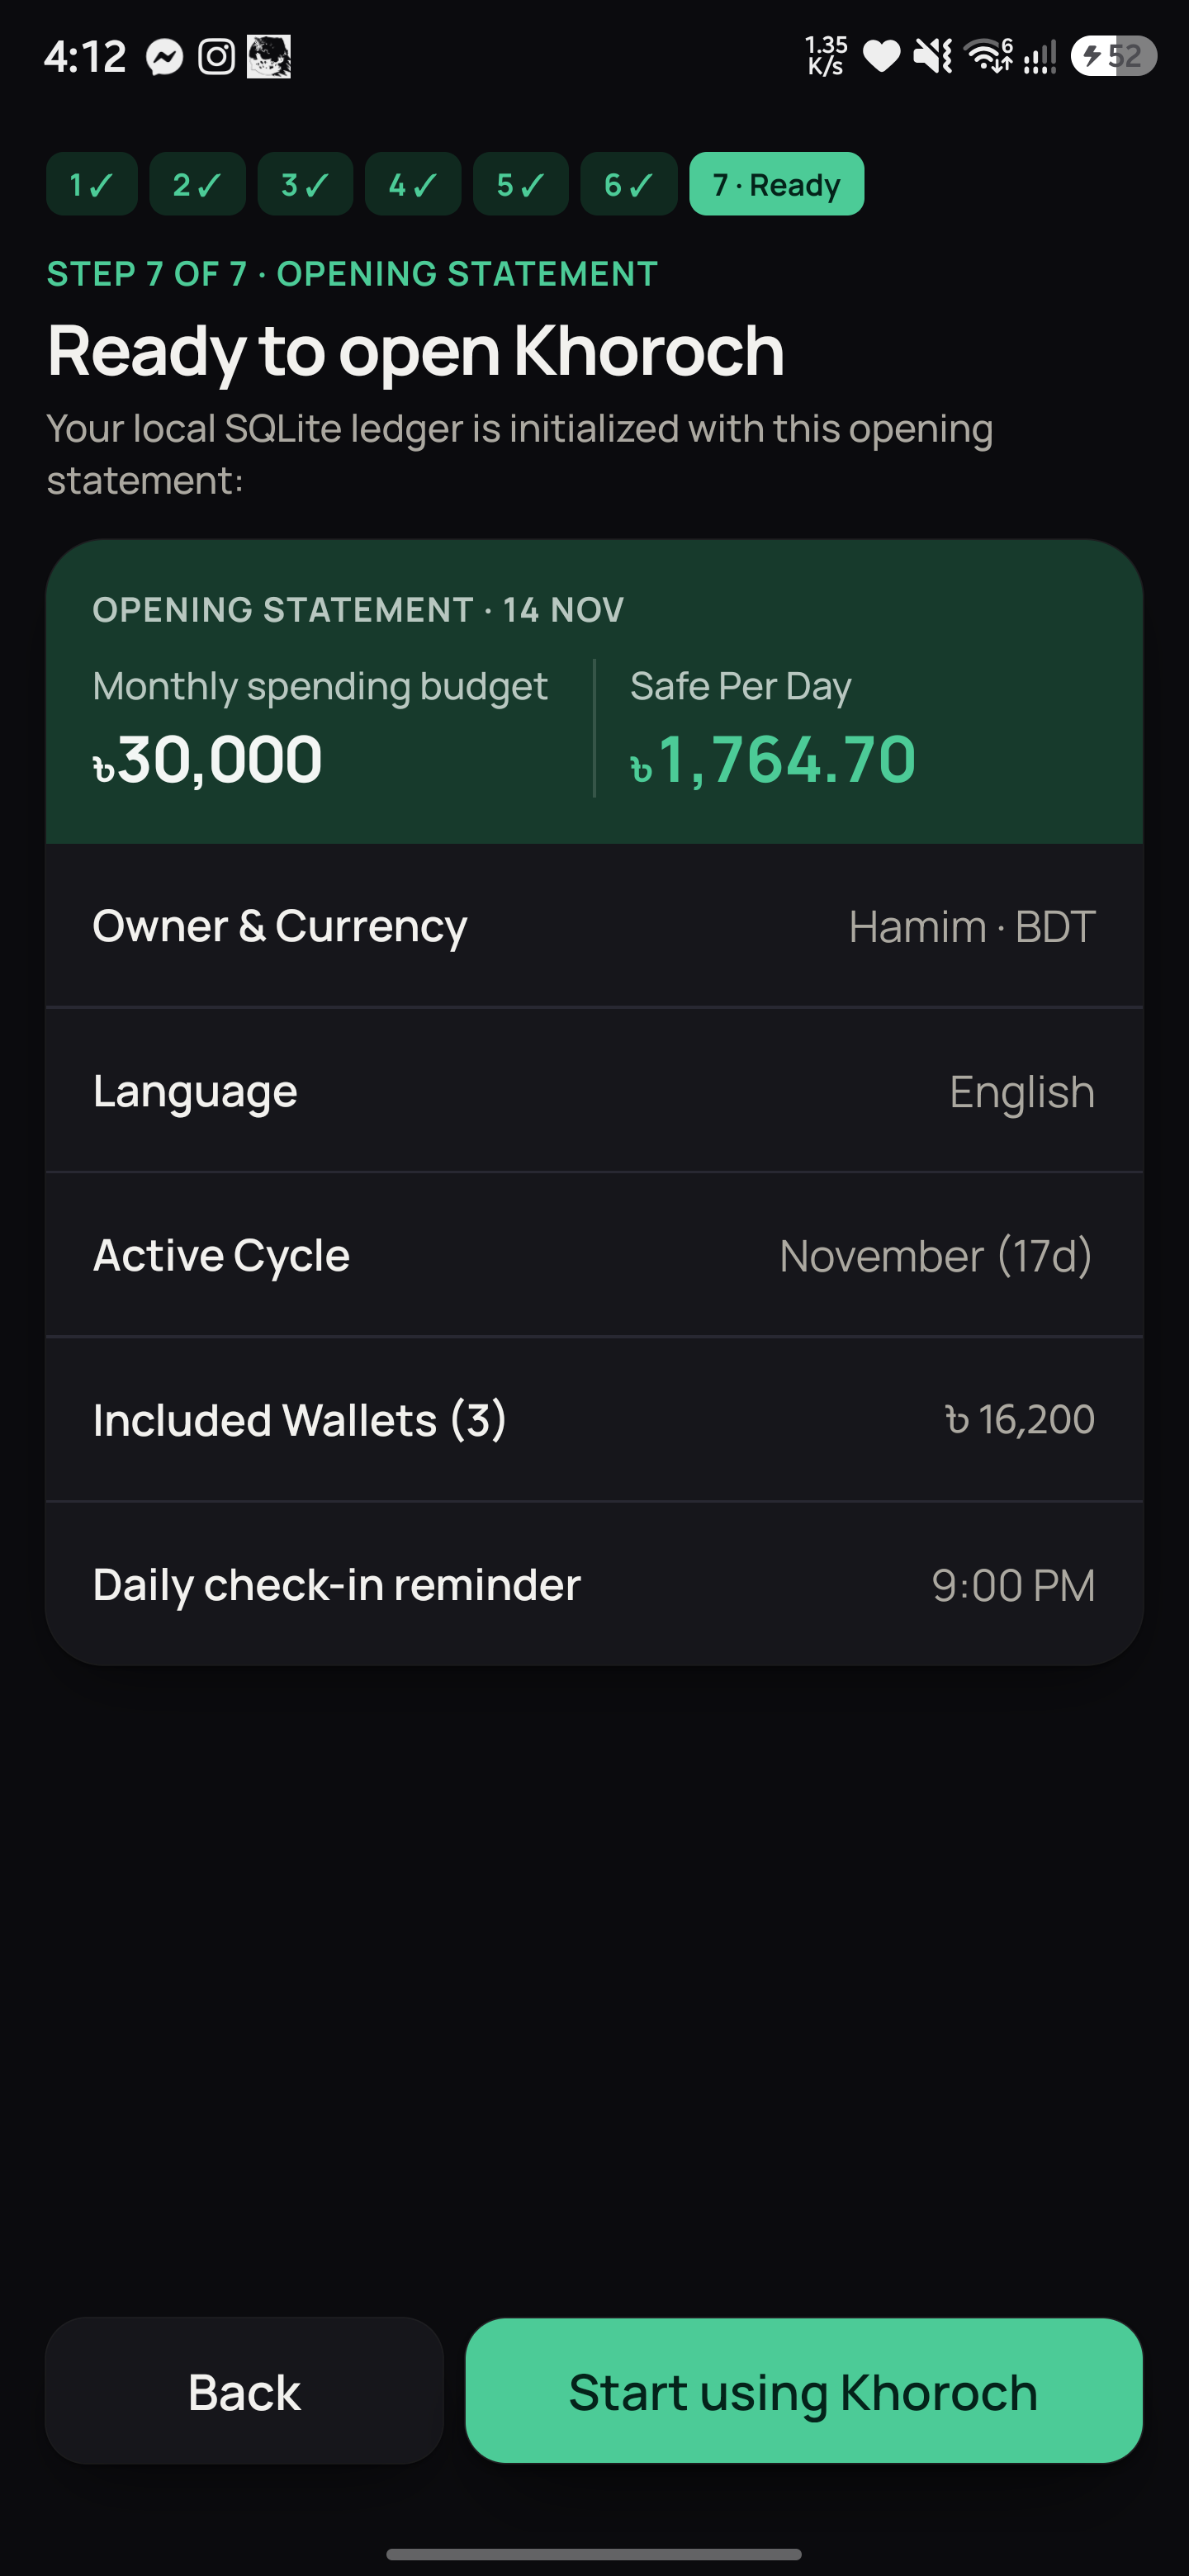 4:12
1.35 K/s
6
52
1 ✓ 2 ✓ 3 ✓ 4 ✓ 5 ✓ 6 ✓ 7 · Ready
STEP 7 OF 7 · OPENING STATEMENT
Ready to open Khoroch
Your local SQLite ledger is initialized with this opening
statement:
OPENING STATEMENT · 14 NOV
Monthly spending budget
৳30,000
Safe Per Day
৳1,764.70
Owner & Currency Hamim · BDT
Language English
Active Cycle November (17d)
Included Wallets (3) ৳ 16,200
Daily check-in reminder 9:00 PM
Back
Start using Khoroch